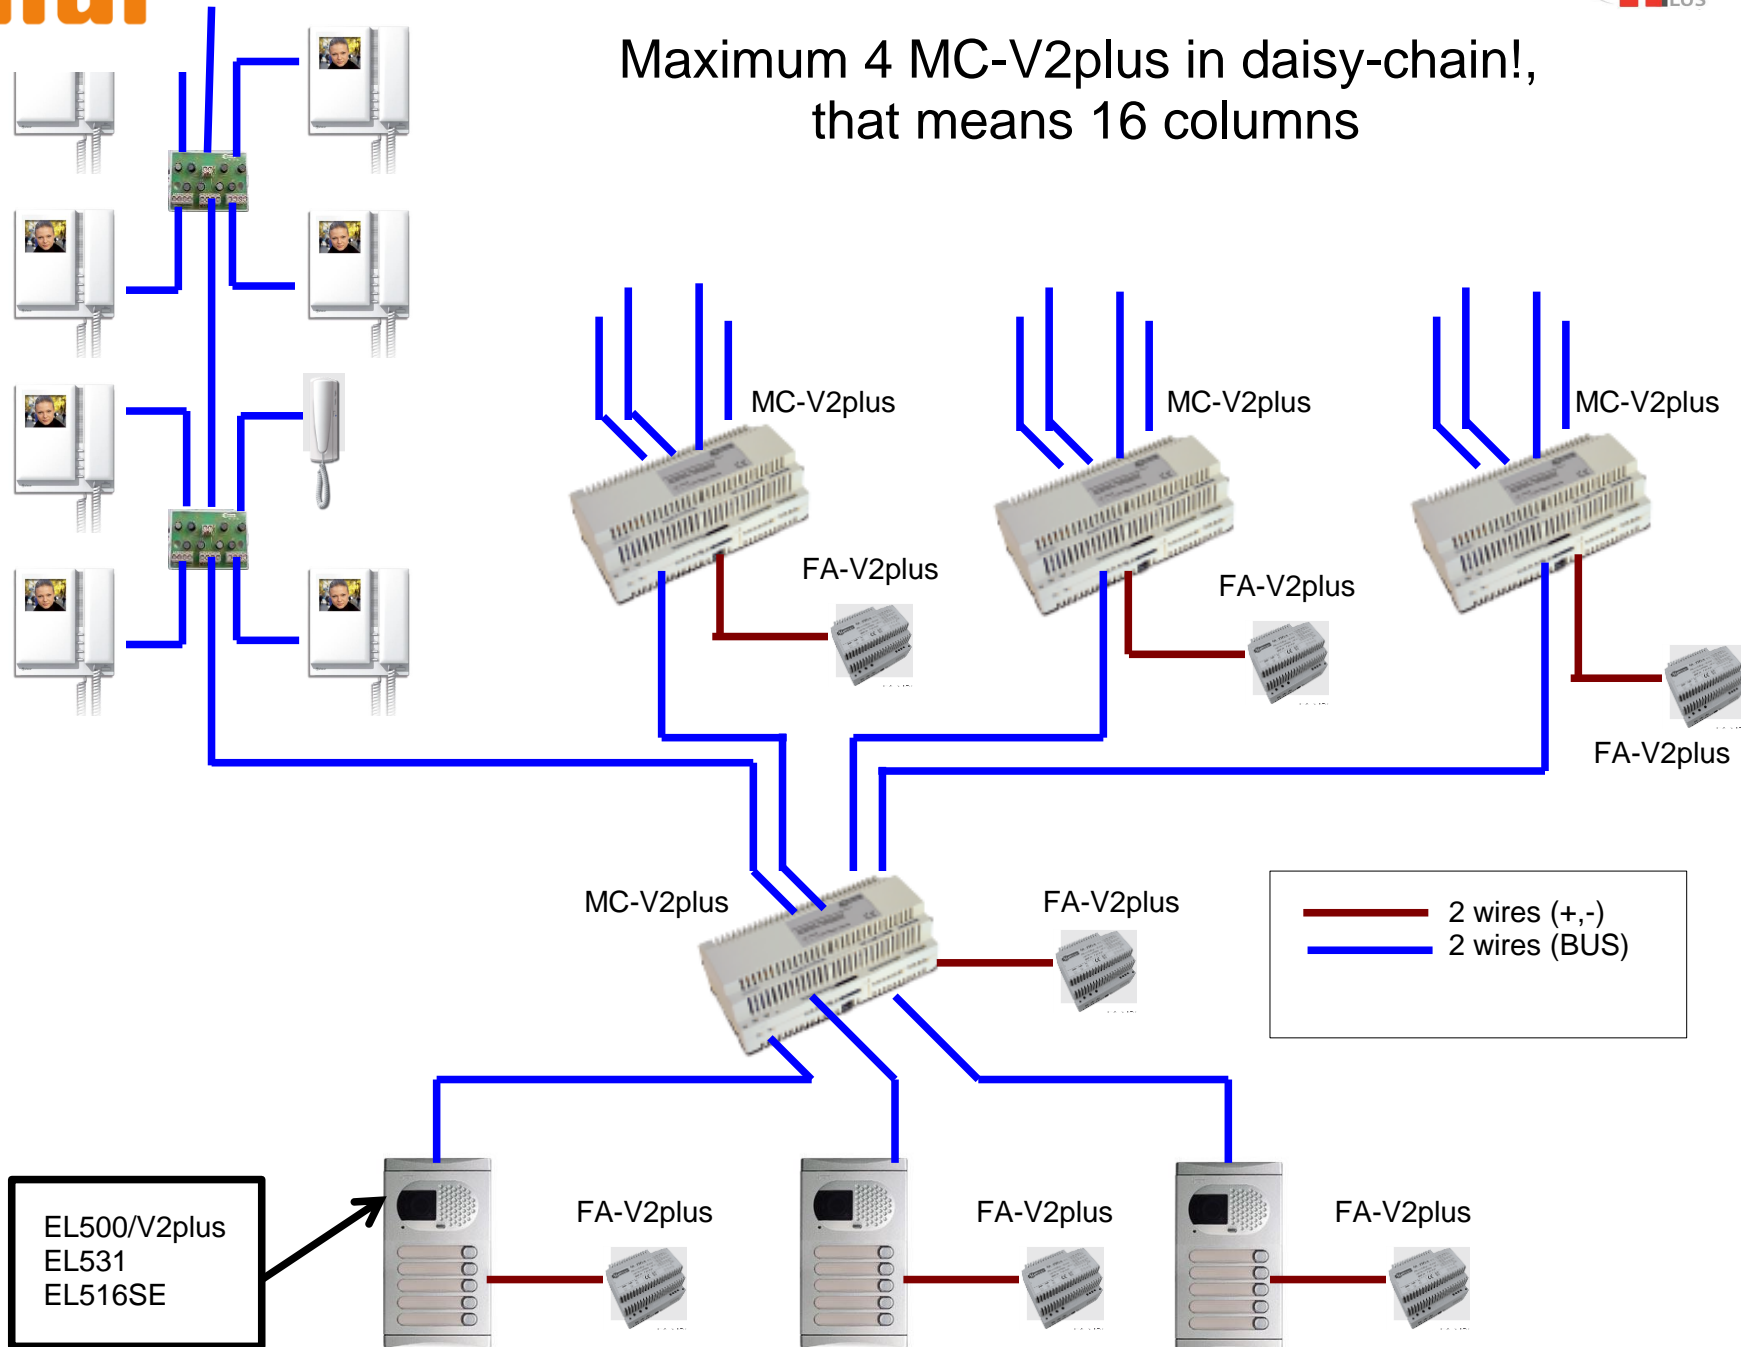 Maximum 4 MC-V2plus in daisy-chain!,
that means 16 columns
MC-V2plus
MC-V2plus
MC-V2plus
FA-V2plus
FA-V2plus
FA-V2plus
MC-V2plus
FA-V2plus
2 wires (+,-)
2 wires (BUS)
EL500/V2plus
EL531
EL516SE
FA-V2plus
FA-V2plus
FA-V2plus